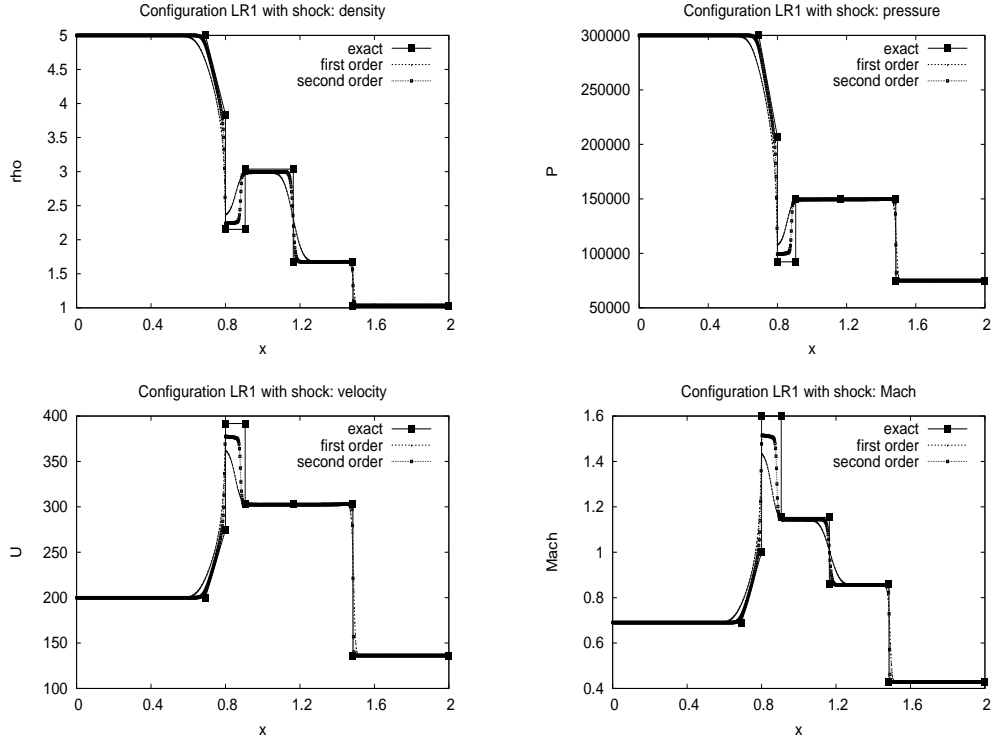 Configuration LR1 with shock: density
rho
5
4.5
4
3.5
3
2.5
2
1.5
1
0 0.4 0.8 1.2 1.6 2
x
exact
first order
second order
Configuration LR1 with shock: pressure
P
300000
250000
200000
150000
100000
50000
0 0.4 0.8 1.2 1.6 2
x
exact
first order
second order
Configuration LR1 with shock: velocity
U
400
350
300
250
200
150
100
0 0.4 0.8 1.2 1.6 2
x
exact
first order
second order
Configuration LR1 with shock: Mach
Mach
1.6
1.4
1.2
1
0.8
0.6
0.4
0 0.4 0.8 1.2 1.6 2
x
exact
first order
second order